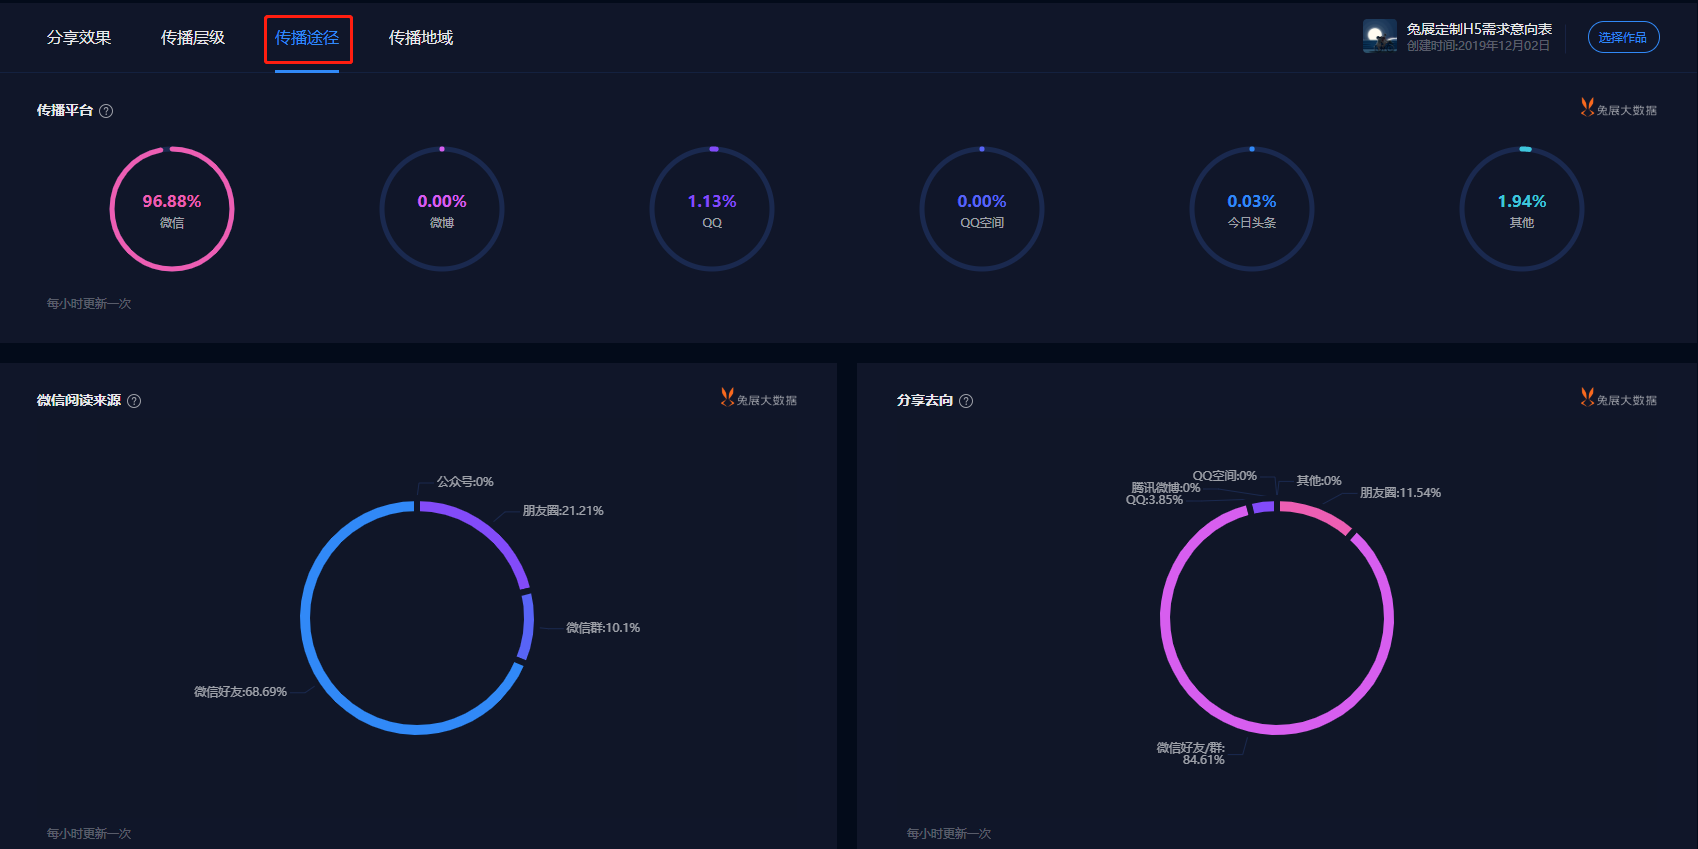 分享效果
传播层级
传播途径
传播地域
兔展定制H5需求意向表
创建时间:2019年12月02日
选择作品
传播平台 ?
兔展大数据
96.88%
微信
0.00%
微博
1.13%
QQ
0.00%
QQ空间
0.03%
今日头条
1.94%
其他
每小时更新一次
微信阅读来源 ?
兔展大数据
公众号:0%
朋友圈:21.21%
微信群:10.1%
微信好友:68.69%
每小时更新一次
分享去向 ?
兔展大数据
QQ空间:0%
其他:0%
腾讯微博:0%
朋友圈:11.54%
QQ:3.85%
微信好友/群:
84.61%
每小时更新一次